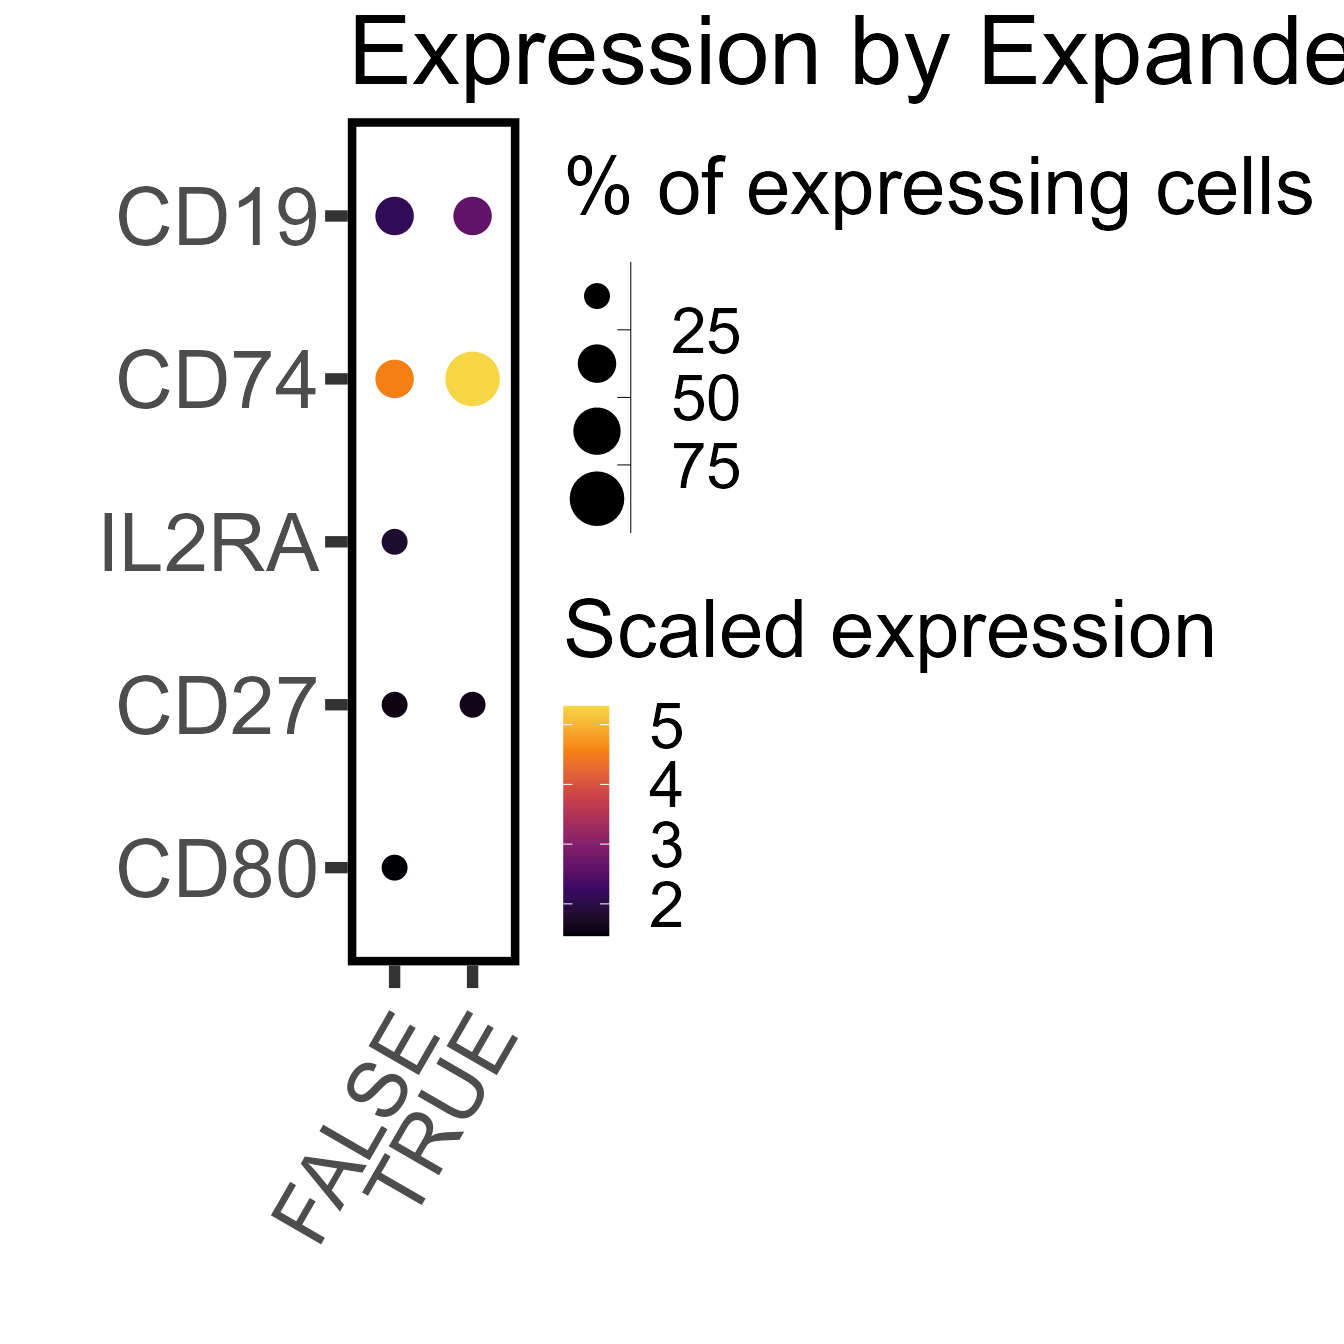 Expression by Expande
% of expressing cells
CD19
CD74
IL2RA
CD27
CD80
25
50
75
Scaled expression
5
4
3
2
FALSE
TRUE